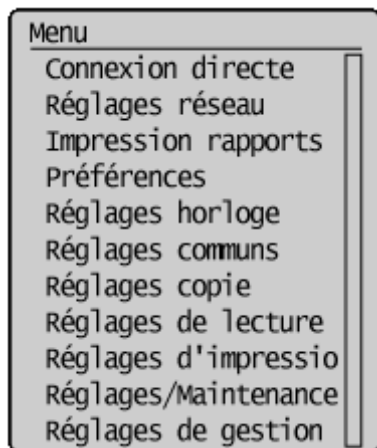 Menu
Connexion directe
Réglages réseau
Impression rapports
Préférences
Réglages horloge
Réglages communs
Réglages copie
Réglages de lecture
Réglages d'impressio
Réglages/Maintenance
Réglages de gestion